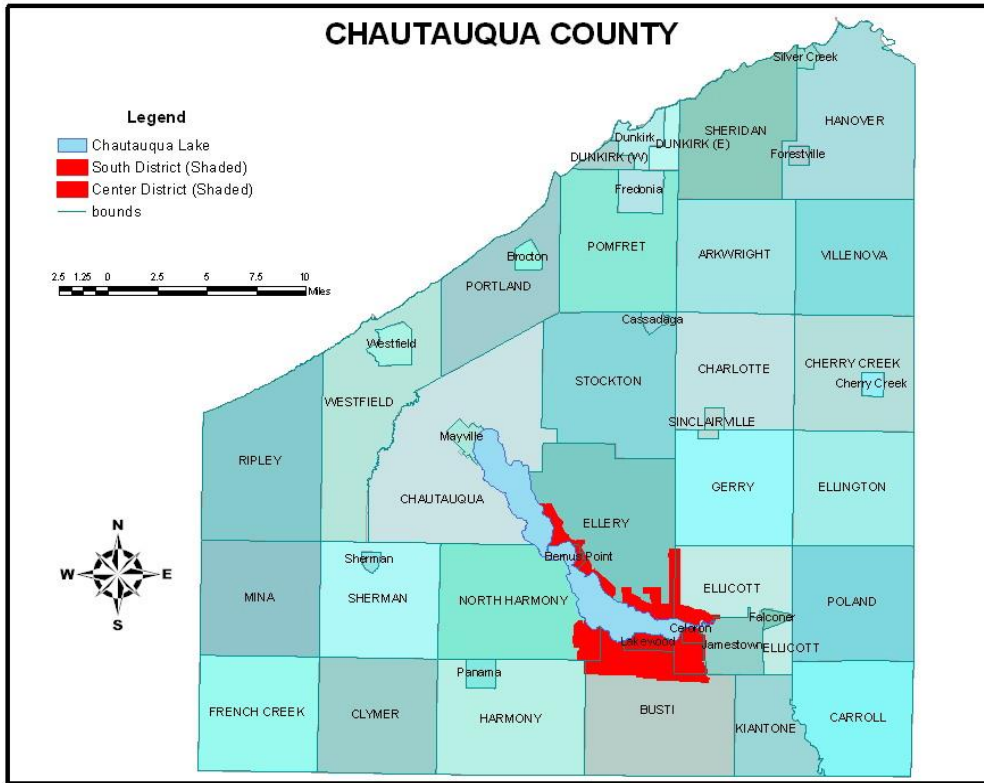 CHAUTAUQUA COUNTY
Legend
Chautauqua Lake
South District (Shaded)
Center District (Shaded)
bounds
2.5 1.25 0 2.5 5 7.5 10
Miles
N
W E
S
Silver Creek
HANOVER
SHERIDAN
Dunkirk
DUNKIRK (E)
DUNKIRK (W)
Forestville
Fredonia
POMFRET
ARKWRIGHT
VILLENOVA
Brocton
PORTLAND
Cassadaga
Westfield
WESTFIELD
STOCKTON
CHARLOTTE
CHERRY CREEK
Cherry Creek
SINCLAIRVILLE
Mayville
RIPLEY
CHAUTAUQUA
ELLERY
GERRY
ELLINGTON
Bemus Point
Sherman
MINA
SHERMAN
NORTH HARMONY
ELLICOTT
POLAND
Falconer
Celoron
Lakewood
Jamestown
ELLICOTT
Panama
FRENCH CREEK
CLYMER
HARMONY
BUSTI
KIANTONE
CARROLL